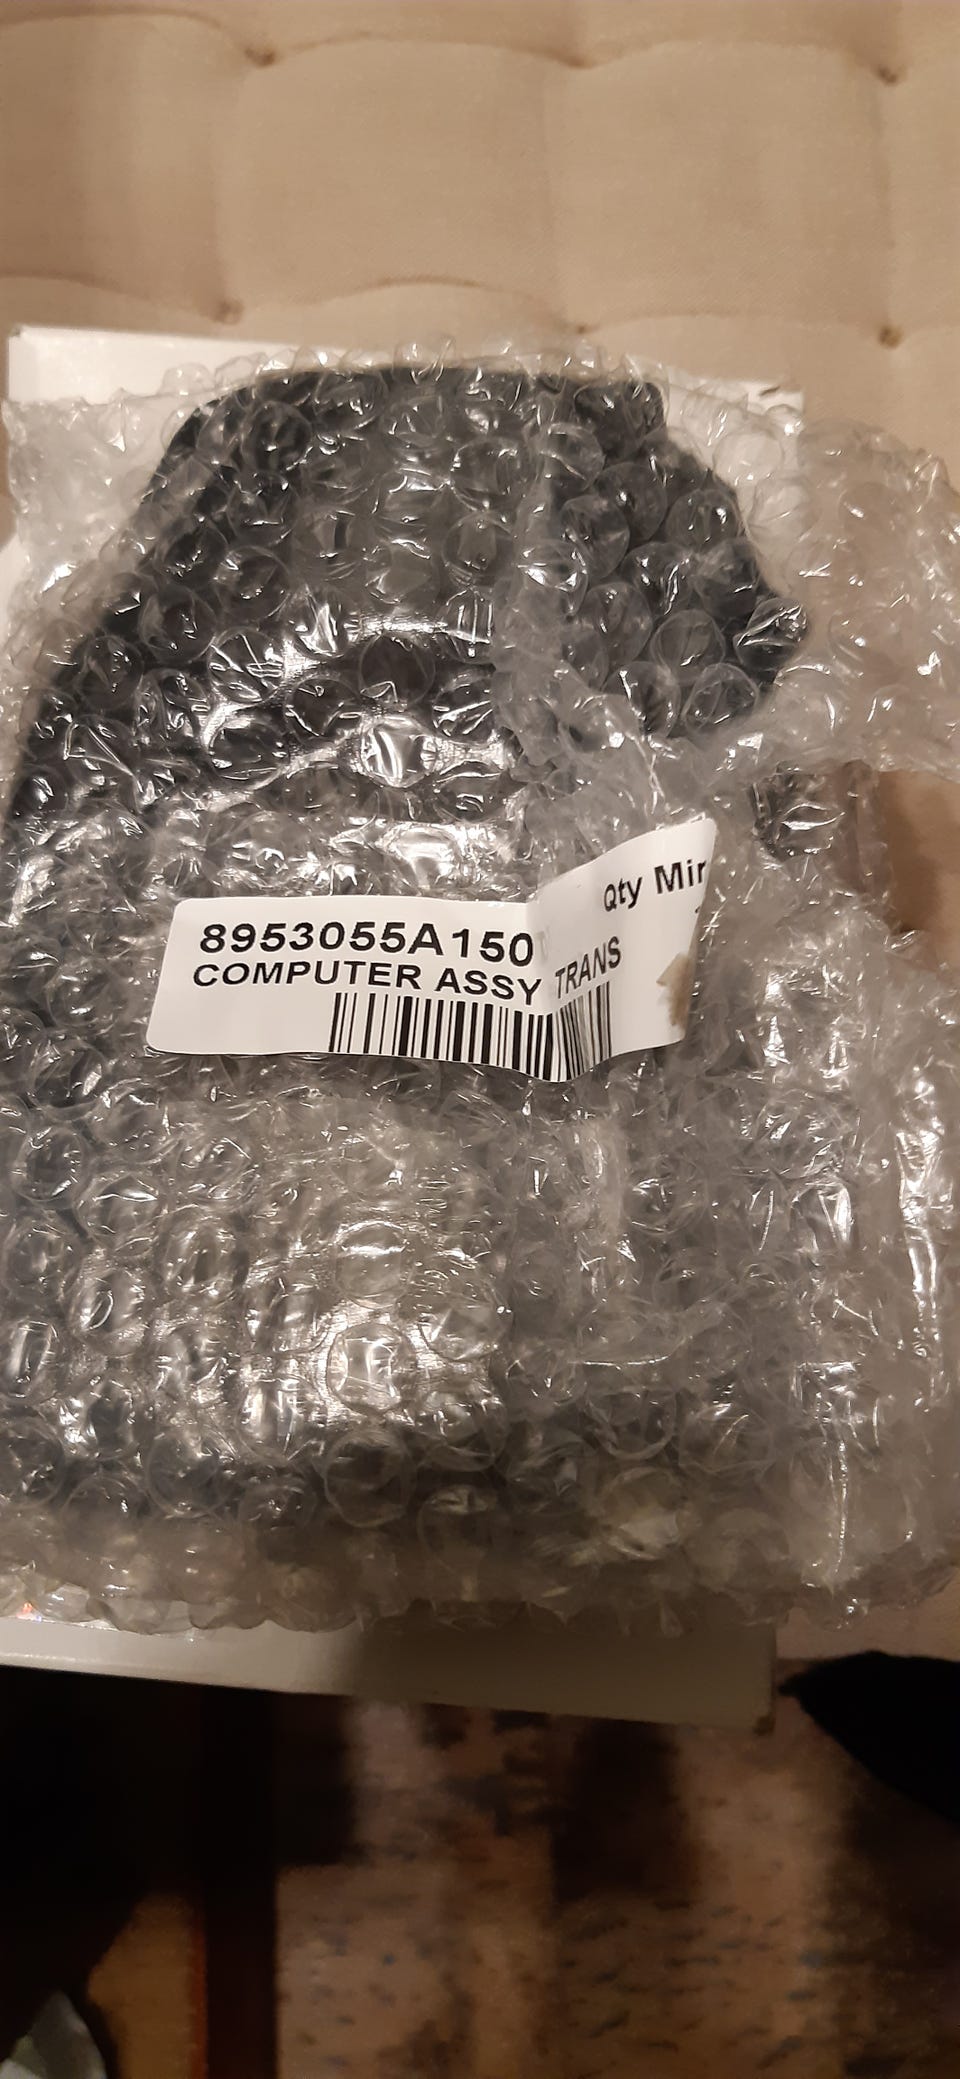 Qty Mir
8953055A150
COMPUTER ASSY TRANS